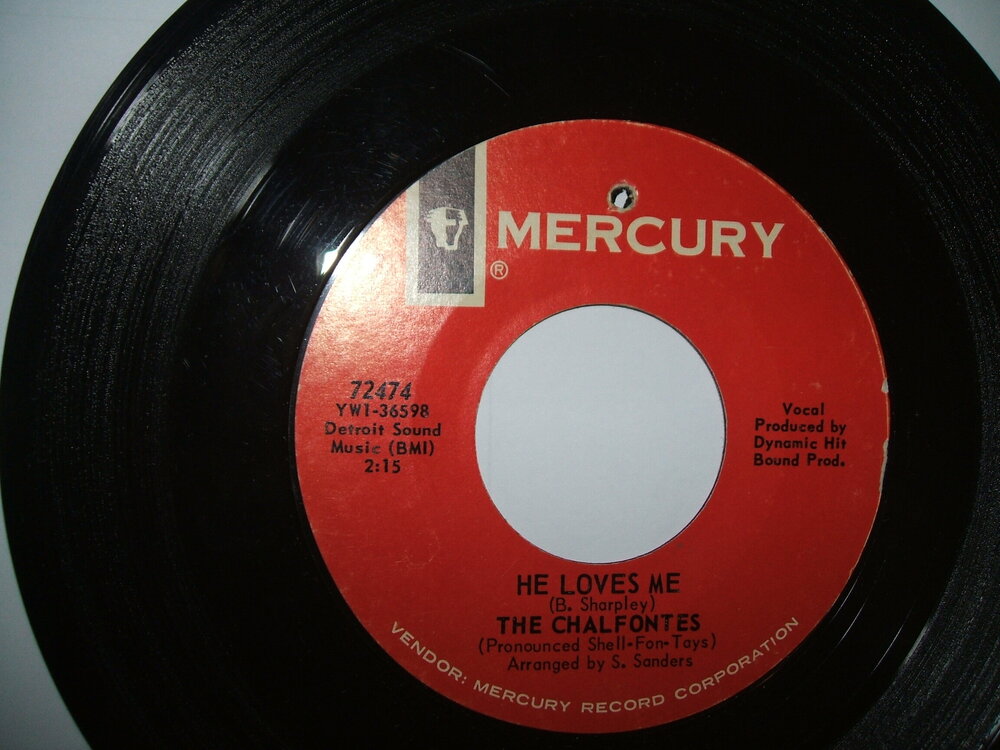 MERCURY
®
72474
YW1-36598
Detroit Sound
Music (BMI)
2:15
Vocal
Produced by
Dynamic Hit
Bound Prod.
HE LOVES ME
(B. Sharpley)
THE CHALFONTES
(Pronounced Shell-Fon-Tays)
Arranged by S. Sanders
VENDOR: MERCURY RECORD CORPORATION